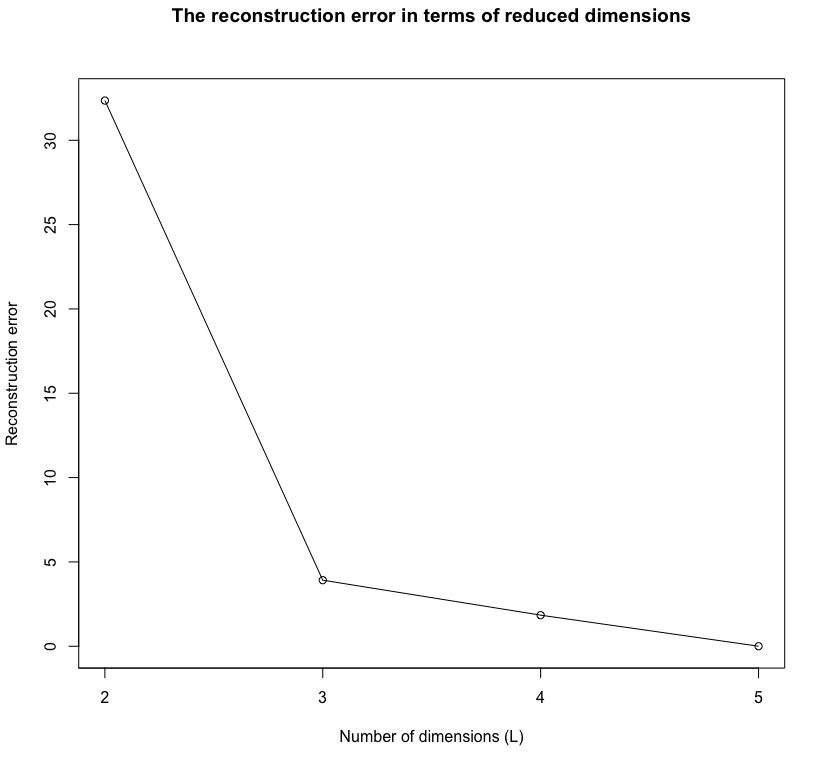 The reconstruction error in terms of reduced dimensions
Reconstruction error
30
25
20
15
10
5
0
2 3 4 5
Number of dimensions (L)